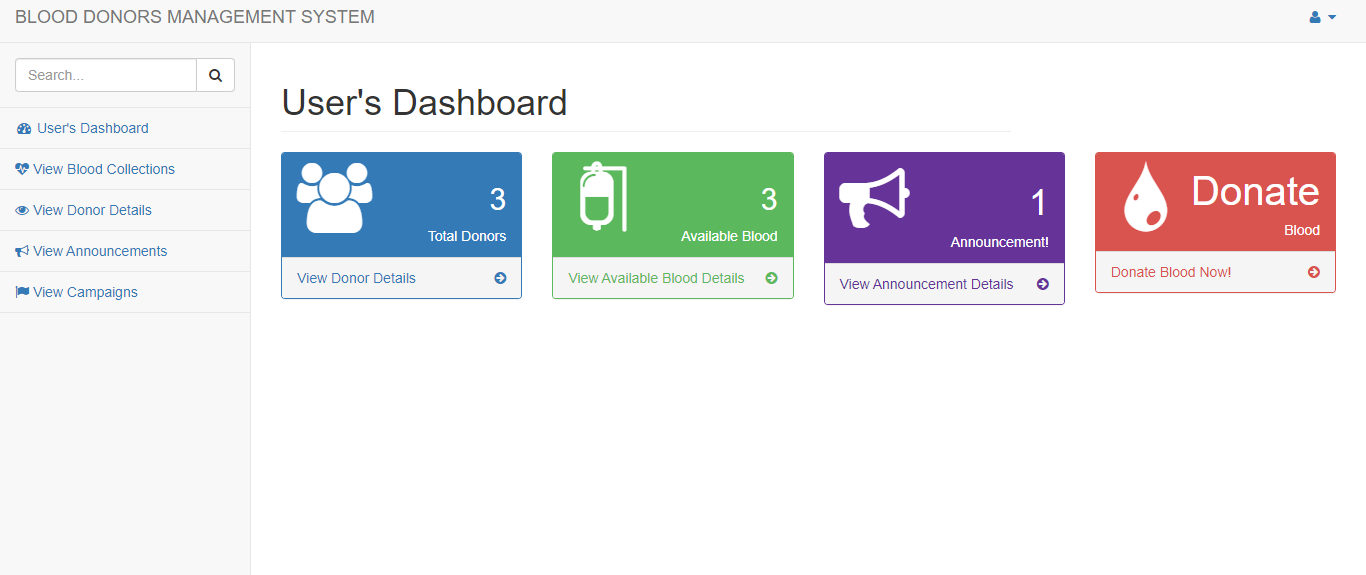 BLOOD DONORS MANAGEMENT SYSTEM
Search...
User's Dashboard
View Blood Collections
View Donor Details
View Announcements
View Campaigns
User's Dashboard
3
Total Donors
View Donor Details
3
Available Blood
View Available Blood Details
1
Announcement!
View Announcement Details
Donate
Blood
Donate Blood Now!